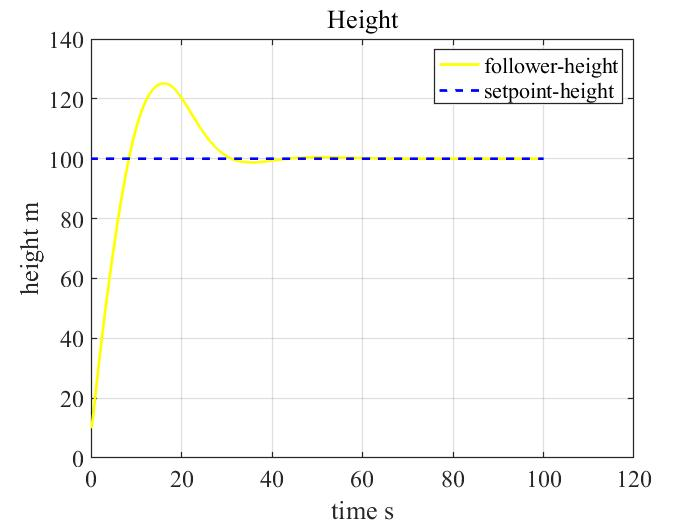 Height
140
120
100
80
60
40
20
0
height m
follower-height
setpoint-height
0 20 40 60 80 100 120
time s